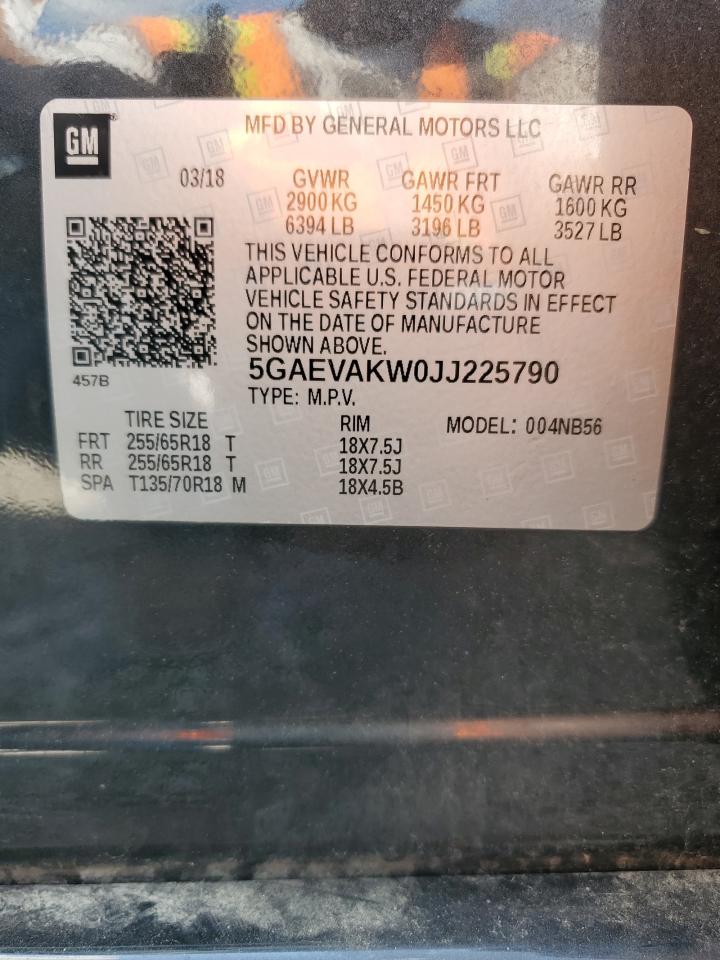 GM
MFD BY GENERAL MOTORS LLC
03/18 GVWR GAWR FRT GAWR RR
2900 KG 1450 KG 1600 KG
6394 LB 3196 LB 3527 LB
THIS VEHICLE CONFORMS TO ALL
APPLICABLE U.S. FEDERAL MOTOR
VEHICLE SAFETY STANDARDS IN EFFECT
ON THE DATE OF MANUFACTURE
SHOWN ABOVE.
5GAEVAKW0JJ225790
457B
TYPE: M.P.V.
TIRE SIZE RIM MODEL: 004NB56
FRT 255/65R18 T 18X7.5J
RR 255/65R18 T 18X7.5J
SPA T135/70R18 M 18X4.5B